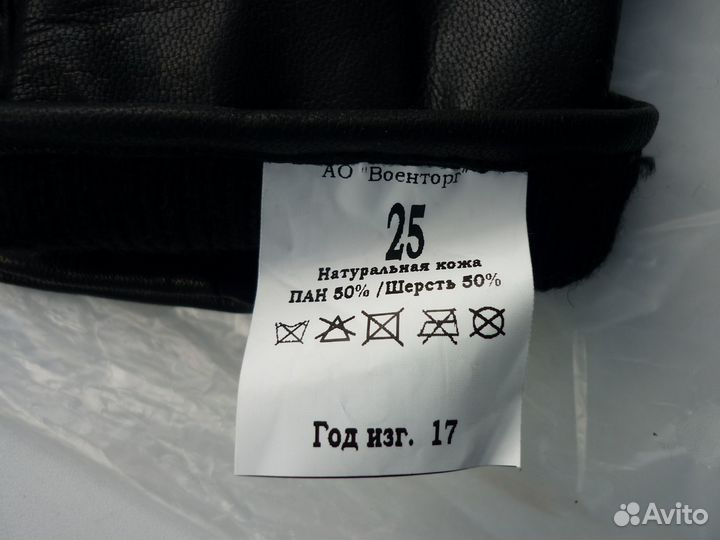 АО "Военторг"
25
Натуральная кожа
ПАН 50% /Шерсть 50%
Год изг. 17
Avito